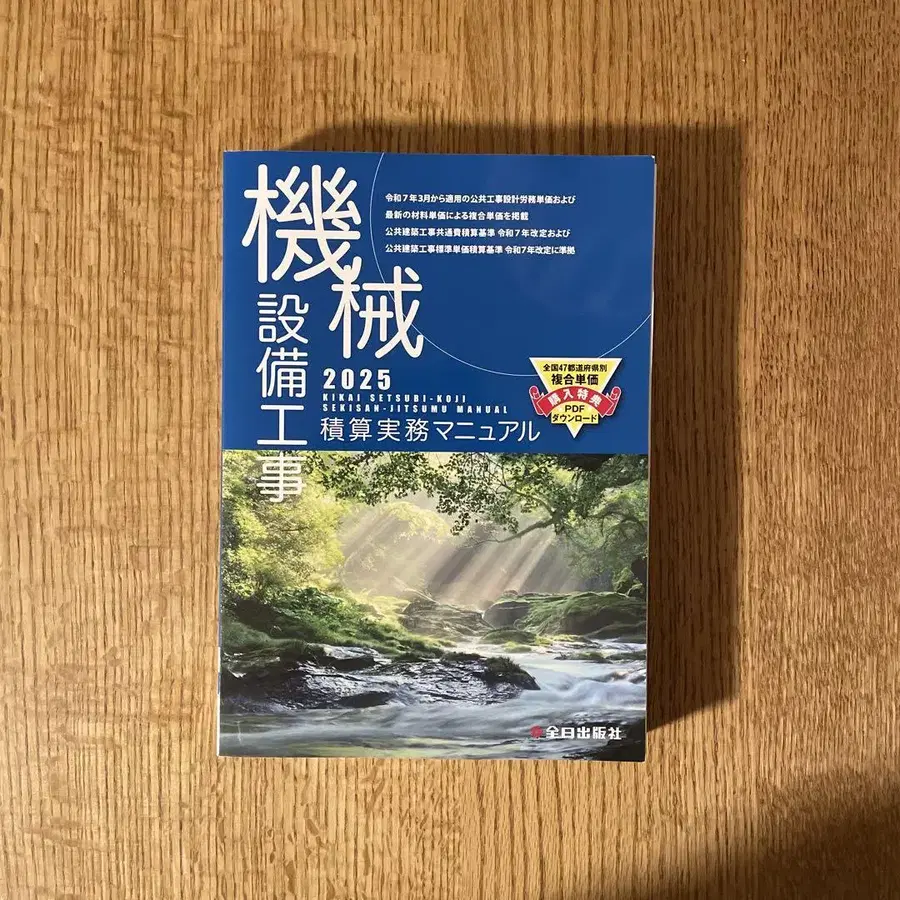 機械
設備工事
令和7年3月から適用の公共工事設計労務単価および
最新の材料単価による複合単価を掲載
公共建築工事共通費積算基準 令和7年改定および
公共建築工事標準単価積算基準 令和7年改定に準拠
2025
KIKAI SETSUBI-KOJI
SEKISAN-JITSUMU MANUAL
積算実務マニュアル
全国47都道府県別
複合単価
購入特典
PDF
ダウンロード
全日出版社